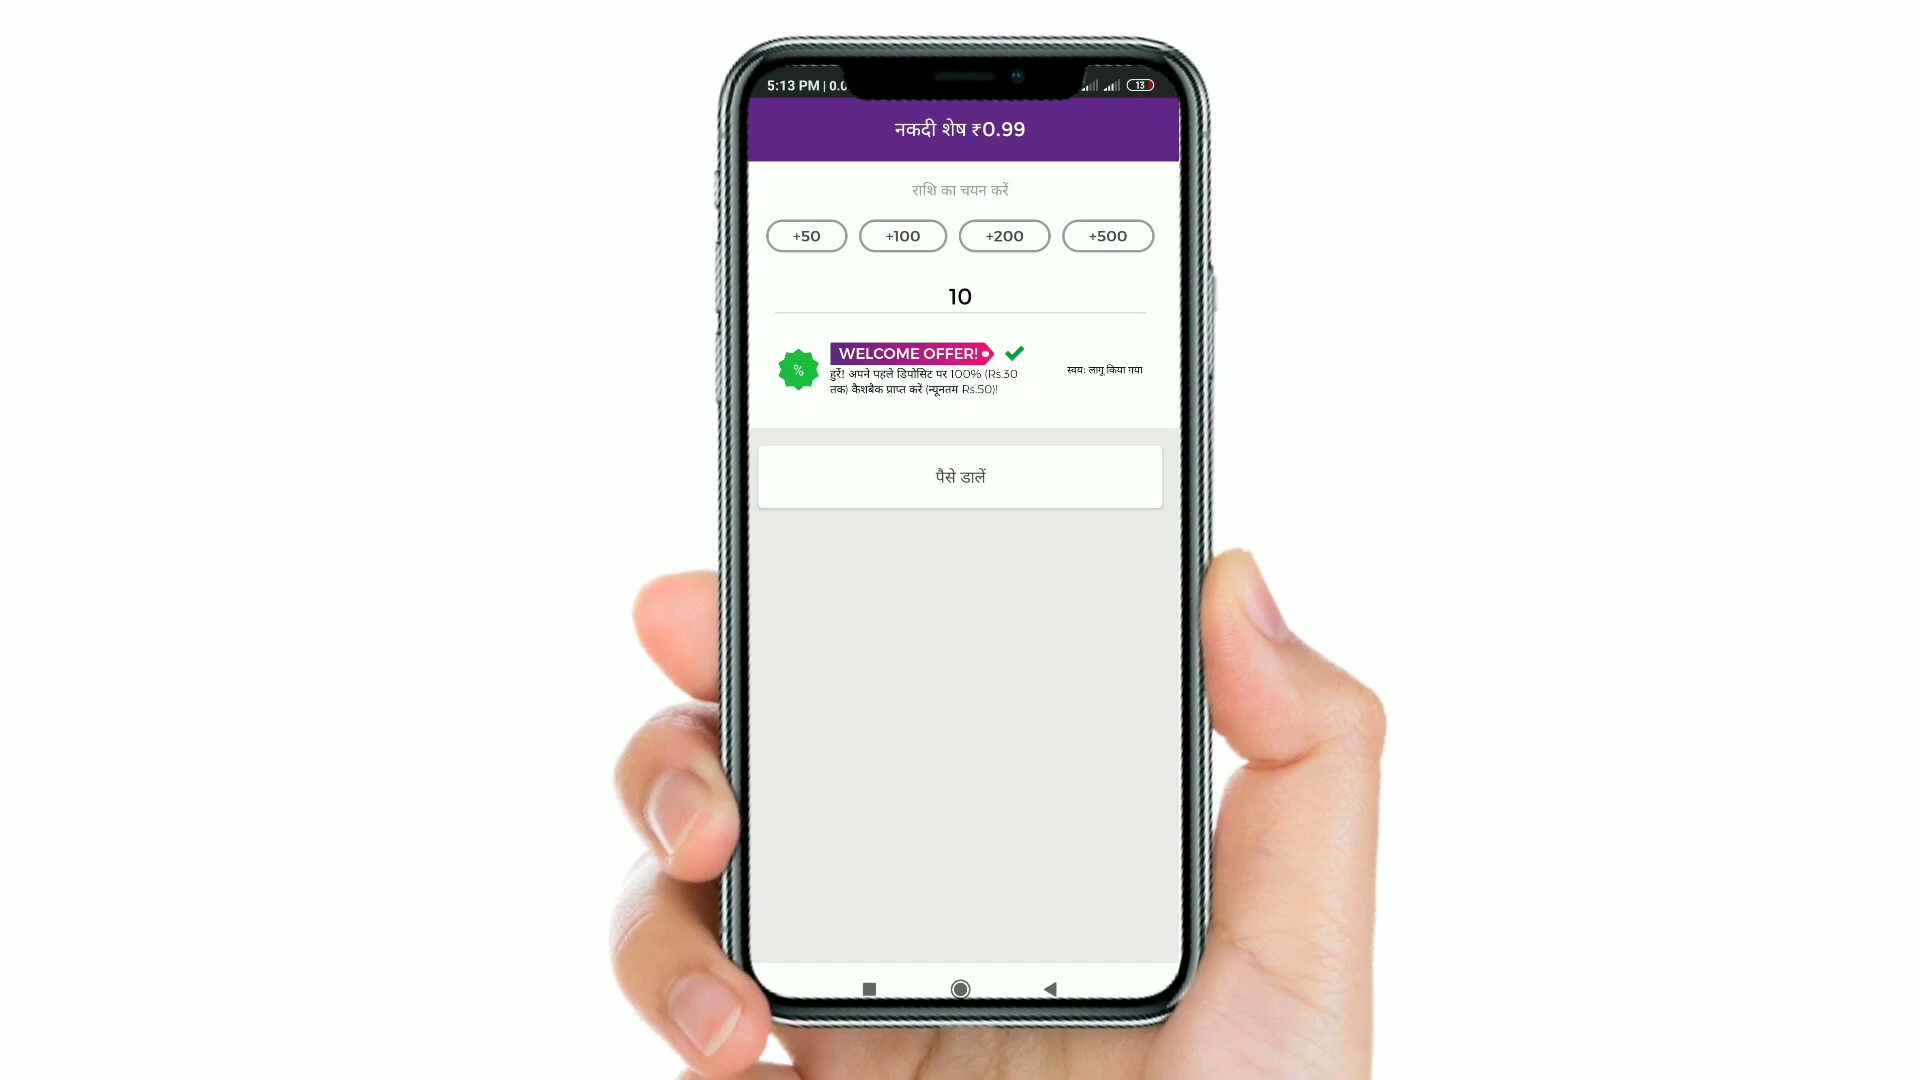 5:13 PM | 0.0
13
नकदी शेष ₹0.99
राशि का चयन करें
+50 +100 +200 +500
10
WELCOME OFFER!
%
हुर्रे! अपने पहले डिपोसिट पर 100% (Rs.30
तक) कैशबैक प्राप्त करें (न्यूनतम Rs.50)!
स्वयः लागू किया गया
पैसे डालें